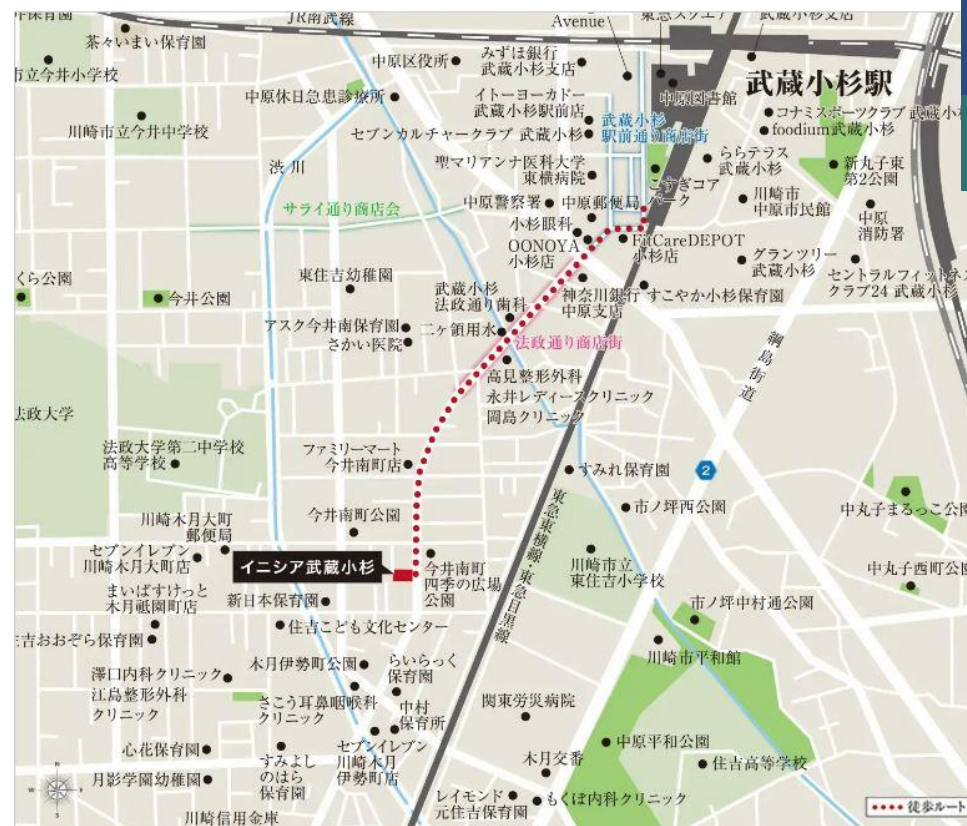 保育園
JR南武線
Avenue
東急スクエア
武蔵小杉支店
茶々いまい保育園
市立今井小学校
中原区役所
みずほ銀行
武蔵小杉支店
武蔵小杉駅
中原図書館
中原休日急患診療所
イトーヨーカドー
武蔵小杉駅前店
コナミスポーツクラブ 武蔵小
foodium武蔵小杉
川崎市立今井中学校
セブンカルチャークラブ 武蔵小杉
武蔵小杉
駅前通り商店街
渋川
聖マリアンナ医科大学
東横病院
ららテラス
武蔵小杉
新丸子東
第2公園
こすぎコア
パーク
川崎市
中原市民館
サライ通り商店会
中原警察署
中原郵便局
小杉眼科
中原
消防署
OONOYA
小杉店
FitCareDEPOT
小杉店
グランツリー
武蔵小杉
くら公園
今井公園
東住吉幼稚園
武蔵小杉
法政通り歯科
神奈川銀行
中原支店
すこやか小杉保育園
セントラルフィットネス
クラブ24 武蔵小杉
アスク今井南保育園
さかい医院
二ヶ領用水
法政通り商店街
綱島街道
高見整形外科
永井レディースクリニック
岡島クリニック
法政大学
法政大学第二中学校
高等学校
ファミリーマート
今井南町店
すみれ保育園
2
東急東横線・東急目黒線
市ノ坪西公園
中丸子まるっこ公
川崎木月大町
郵便局
今井南町公園
セブンイレブン
川崎木月大町店
イニシア武蔵小杉
今井南町
四季の広場
公園
川崎市立
東住吉小学校
中丸子西町公園
まいばすけっと
木月祗園町店
新日本保育園
市ノ坪中村通公園
住吉おおぞら保育園
住吉こども文化センター
川崎市平和館
澤口内科クリニック
江島整形外科
クリニック
木月伊勢町公園
らいらっく
保育園
さこう耳鼻咽喉科
クリニック
中村
保育所
関東労災病院
心花保育園
すみよし
のはら
保育園
セブンイレブン
川崎木月
伊勢町店
中原平和公園
木月交番
住吉高等学校
月影学園幼稚園
レイモンド
元住吉保育園
もくぼ内科クリニック
川崎信用金庫
徒歩ルート
N
W
E
S